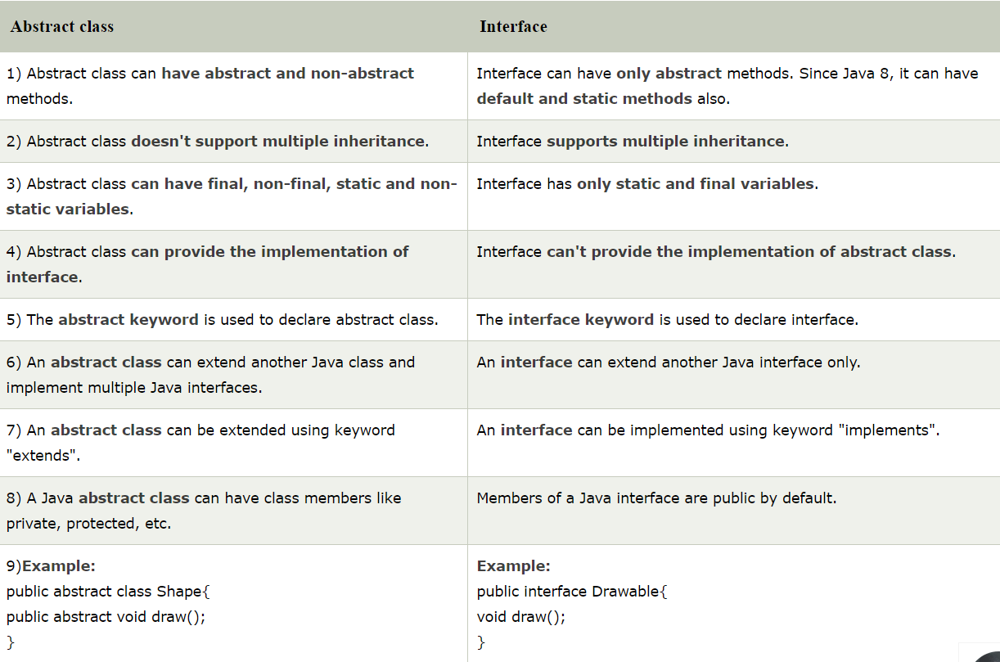 Abstract class
Interface
1) Abstract class can have abstract and non-abstract
methods.
Interface can have only abstract methods. Since Java 8, it can have
default and static methods also.
2) Abstract class doesn't support multiple inheritance.
Interface supports multiple inheritance.
3) Abstract class can have final, non-final, static and non-
static variables.
Interface has only static and final variables.
4) Abstract class can provide the implementation of
interface.
Interface can't provide the implementation of abstract class.
5) The abstract keyword is used to declare abstract class.
The interface keyword is used to declare interface.
6) An abstract class can extend another Java class and
implement multiple Java interfaces.
An interface can extend another Java interface only.
7) An abstract class can be extended using keyword
"extends".
An interface can be implemented using keyword "implements".
8) A Java abstract class can have class members like
private, protected, etc.
Members of a Java interface are public by default.
9)Example:
public abstract class Shape{
public abstract void draw();
}
Example:
public interface Drawable{
void draw();
}